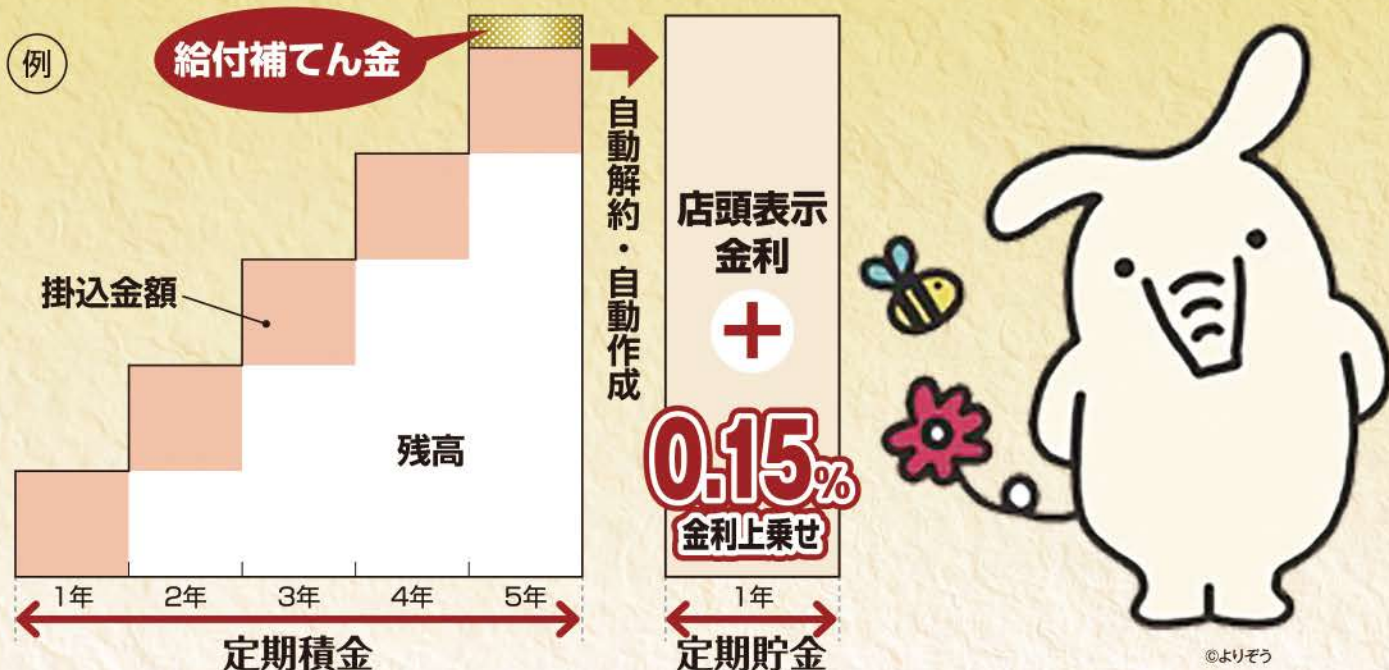 例
給付補てん金
掛込金額
残高
1年
2年
3年
4年
5年
定期積金
自動解約・自動作成
店頭表示
金利
+
0.15%
金利上乗せ
1年
定期貯金
©よりぞう